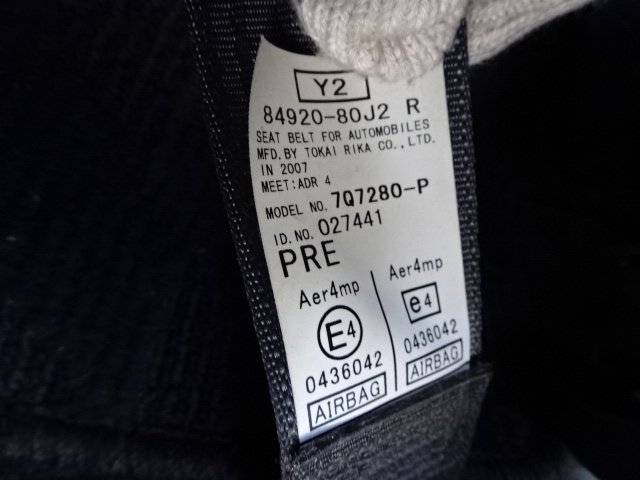 Y2
84920-80J2 R
SEAT BELT FOR AUTOMOBILES
MFD.BY TOKAI RIKA CO.,LTD.
IN 2007
MEET:ADR 4
MODEL NO. 7Q7280-P
ID.NO. 027441
PRE
Aer4mp Aer4mp
E4 e4
0436042 0436042
AIRBAG AIRBAG